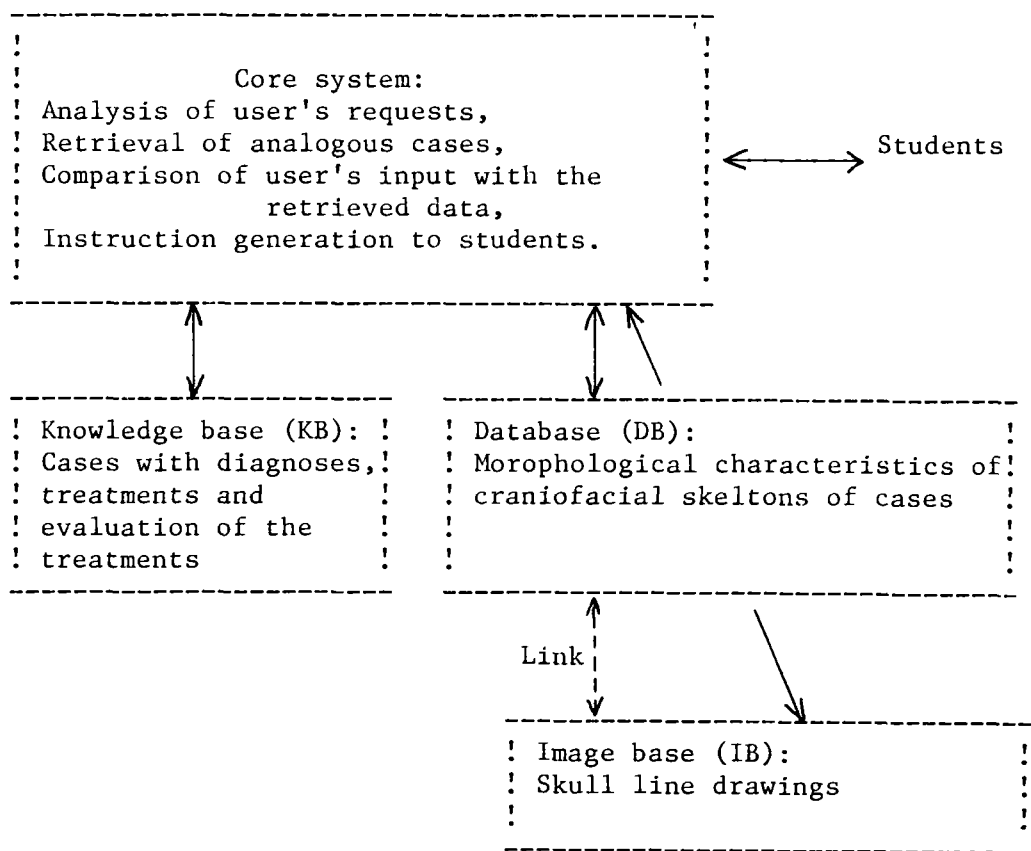 Core system:
Analysis of user's requests,
Retrieval of analogous cases,
Comparison of user's input with the
retrieved data,
Instruction generation to students.
Students
Knowledge base (KB):
Cases with diagnoses,
treatments and
evaluation of the
treatments
Database (DB):
Morophological characteristics of
craniofacial skeltons of cases
Link
Image base (IB):
Skull line drawings